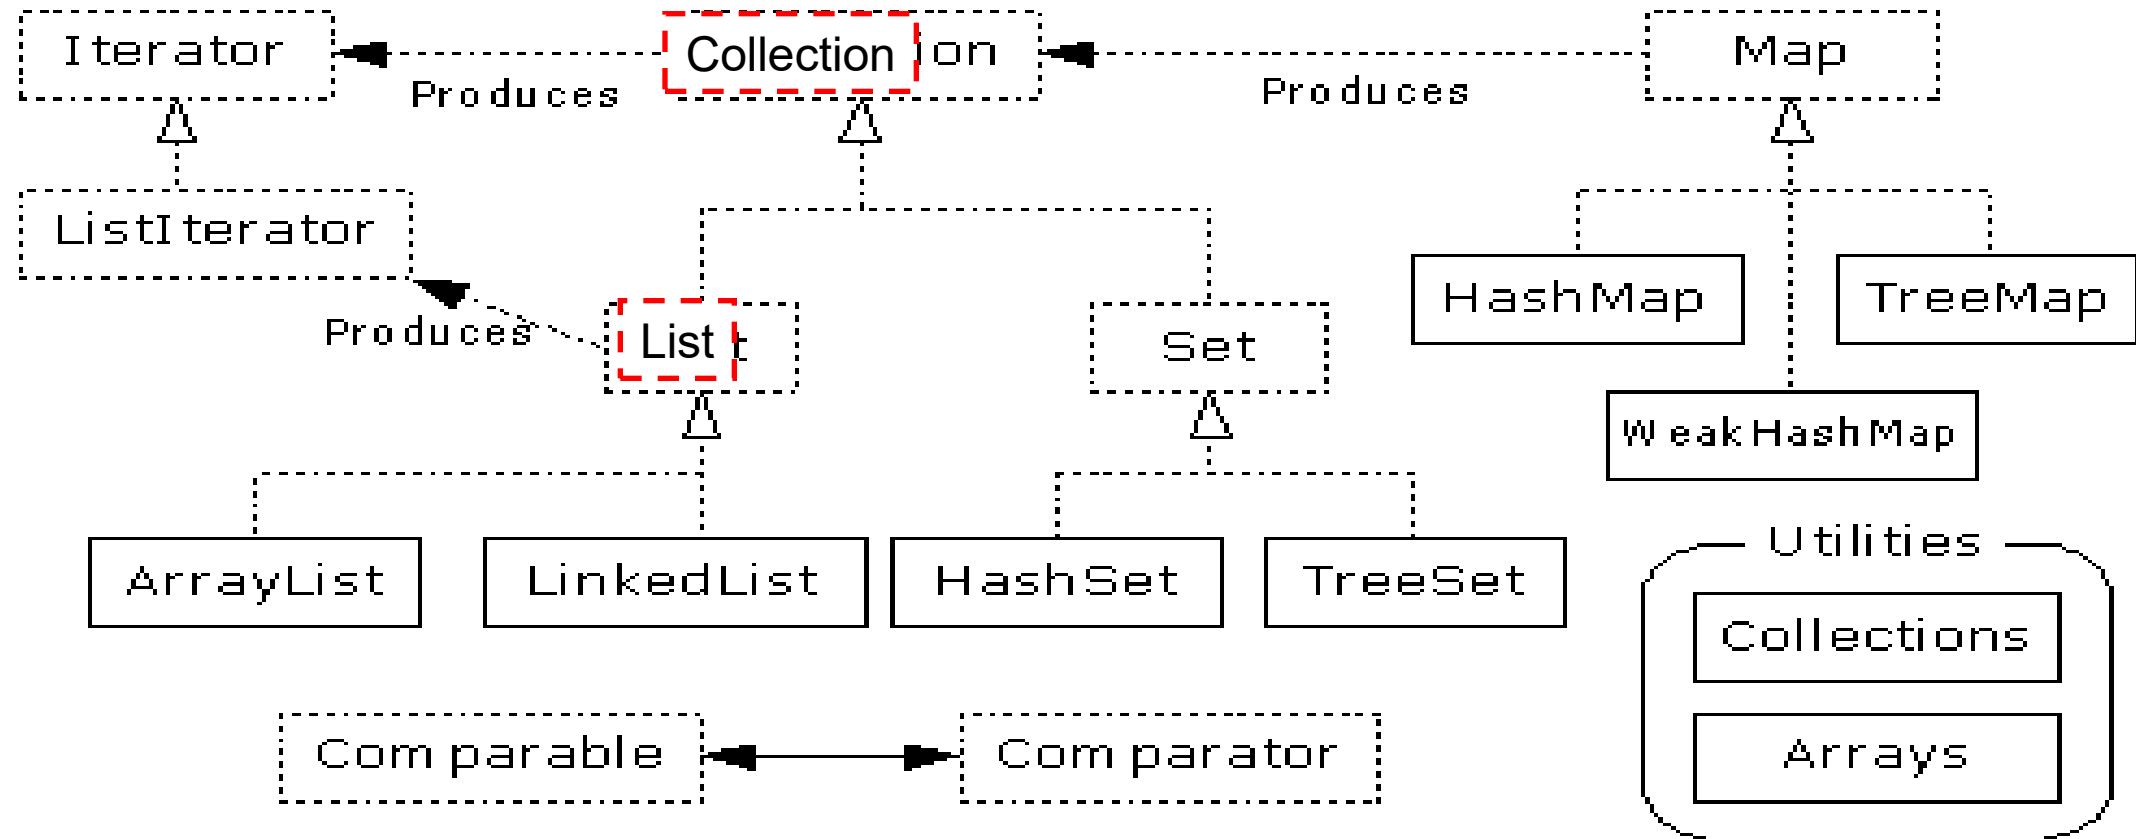 Iterator
Collection
ion
Map
Produces
Produces
ListIterator
HashMap
TreeMap
Produces
List
t
Set
WeakHashMap
ArrayList
LinkedList
HashSet
TreeSet
Utilities
Collections
Arrays
Comparable
Comparator